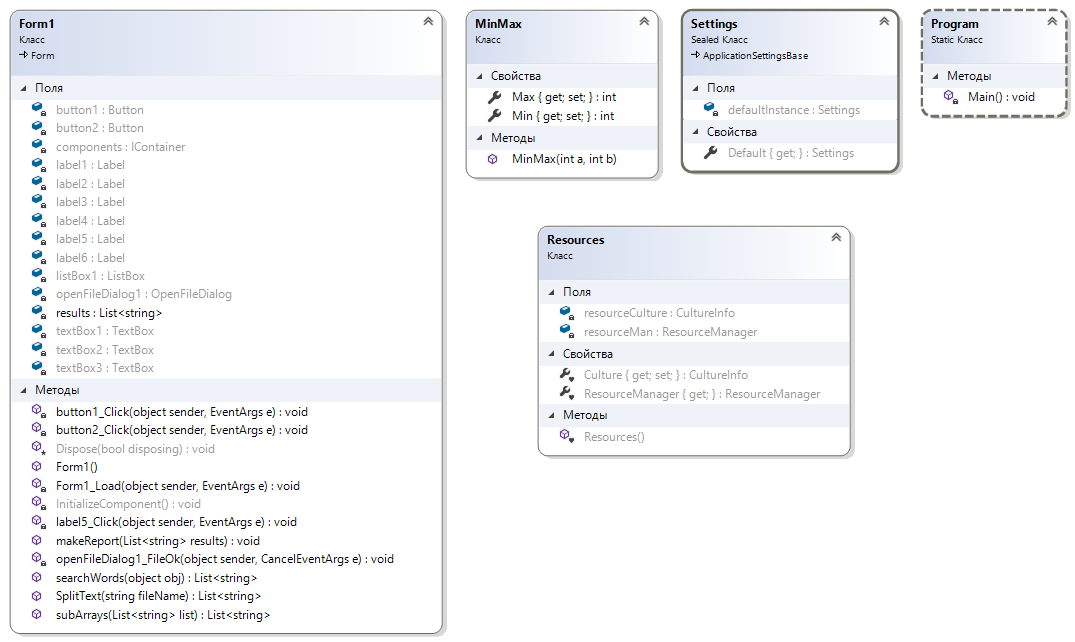 Form1
Класс
Form
Поля
button1 : Button
button2 : Button
components : IContainer
label1 : Label
label2 : Label
label3 : Label
label4 : Label
label5 : Label
label6 : Label
listBox1 : ListBox
openFileDialog1 : OpenFileDialog
results : List<string>
textBox1 : TextBox
textBox2 : TextBox
textBox3 : TextBox
Методы
button1_Click(object sender, EventArgs e) : void
button2_Click(object sender, EventArgs e) : void
Dispose(bool disposing) : void
Form1()
Form1_Load(object sender, EventArgs e) : void
InitializeComponent() : void
label5_Click(object sender, EventArgs e) : void
makeReport(List<string> results) : void
openFileDialog1_FileOk(object sender, CancelEventArgs e) : void
searchWords(object obj) : List<string>
SplitText(string fileName) : List<string>
subArrays(List<string> list) : List<string>
MinMax
Класс
Свойства
Max { get; set; } : int
Min { get; set; } : int
Методы
MinMax(int a, int b)
Settings
Sealed Класс
ApplicationSettingsBase
Поля
defaultInstance : Settings
Свойства
Default { get; } : Settings
Program
Static Класс
Методы
Main() : void
Resources
Класс
Поля
resourceCulture : CultureInfo
resourceMan : ResourceManager
Свойства
Culture { get; set; } : CultureInfo
ResourceManager { get; } : ResourceManager
Методы
Resources()